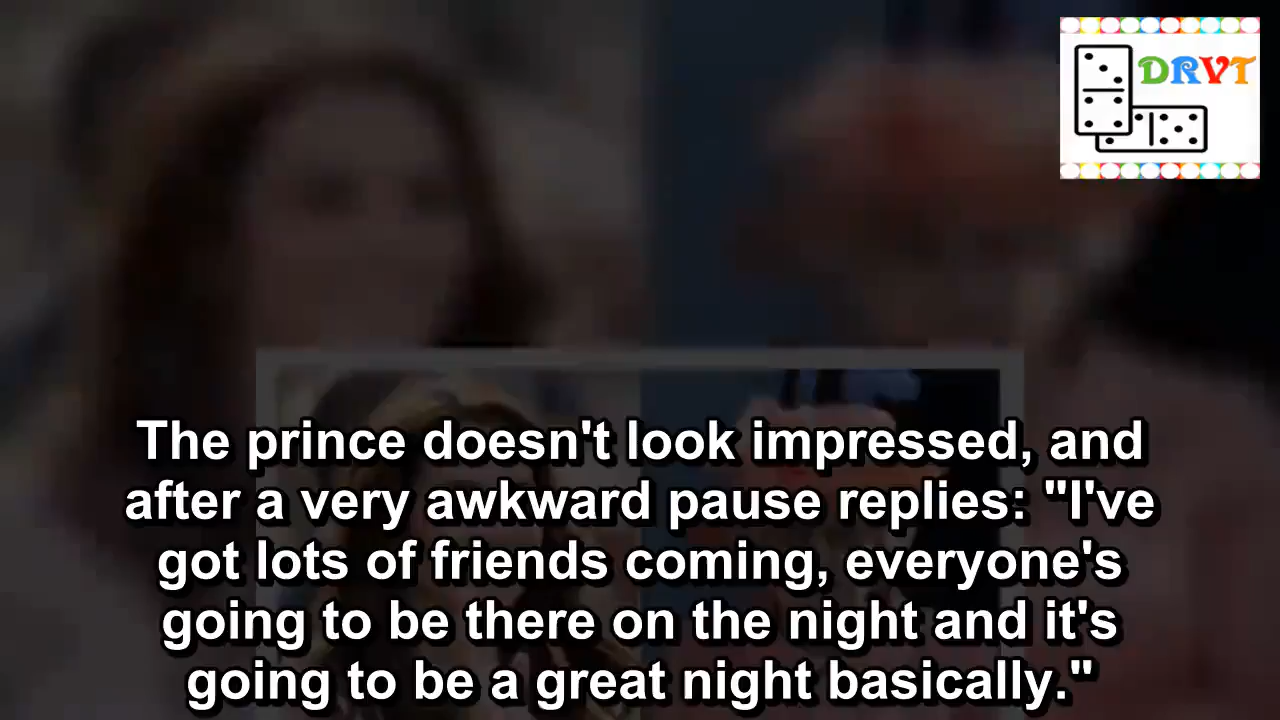 DRVT
The prince doesn't look impressed, and
after a very awkward pause replies: "I've
got lots of friends coming, everyone's
going to be there on the night and it's
going to be a great night basically."